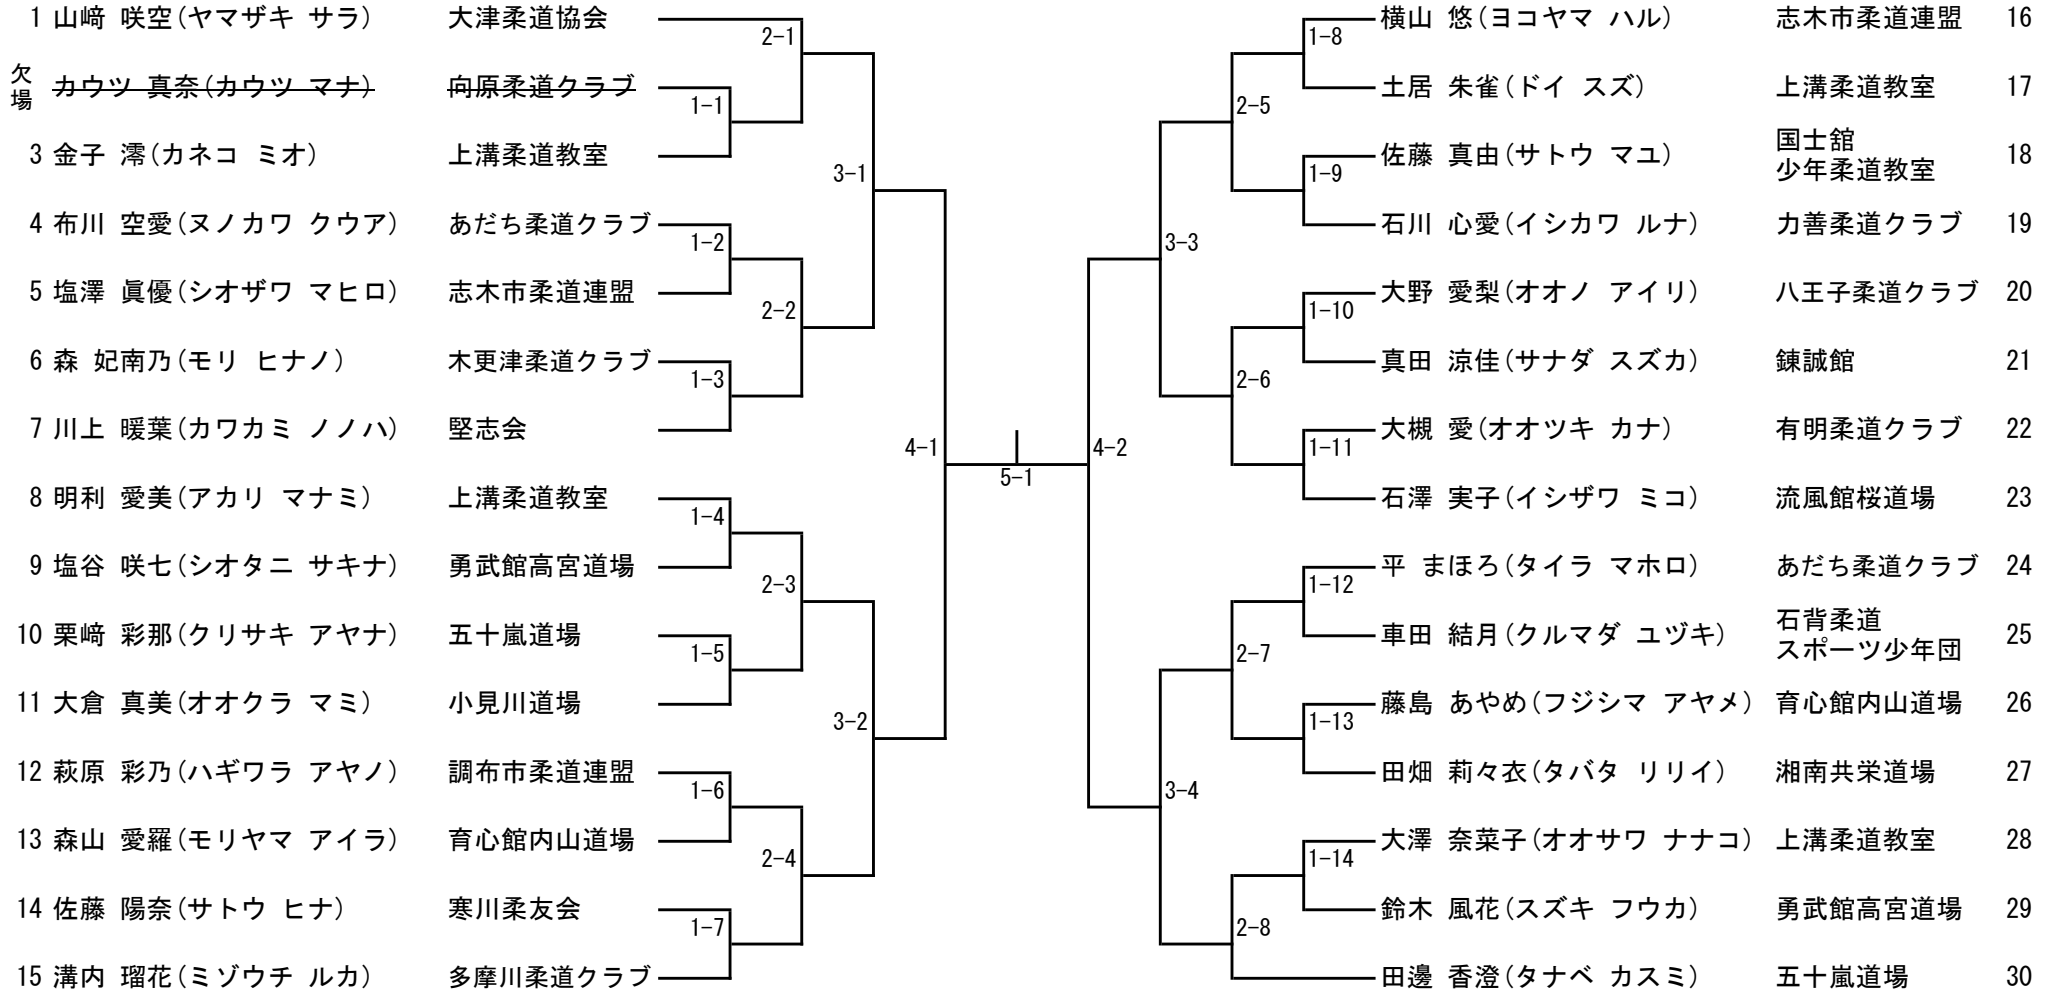 1 山﨑 咲空(ヤマザキ サラ) 大津柔道協会
欠場 カウツ 真奈(カウツ マナ) 向原柔道クラブ
3 金子 澪(カネコ ミオ) 上溝柔道教室
4 布川 空愛(ヌノカワ クウア) あだち柔道クラブ
5 塩澤 眞優(シオザワ マヒロ) 志木市柔道連盟
6 森 妃南乃(モリ ヒナノ) 木更津柔道クラブ
7 川上 暖葉(カワカミ ノノハ) 堅志会
8 明利 愛美(アカリ マナミ) 上溝柔道教室
9 塩谷 咲七(シオタニ サキナ) 勇武館高宮道場
10 栗﨑 彩那(クリサキ アヤナ) 五十嵐道場
11 大倉 真美(オオクラ マミ) 小見川道場
12 萩原 彩乃(ハギワラ アヤノ) 調布市柔道連盟
13 森山 愛羅(モリヤマ アイラ) 育心館内山道場
14 佐藤 陽奈(サトウ ヒナ) 寒川柔友会
15 溝内 瑠花(ミゾウチ ルカ) 多摩川柔道クラブ
1-1
1-2
1-3
1-4
1-5
1-6
1-7
2-1
2-2
2-3
2-4
3-1
3-2
4-1
5-1
4-2
3-3
3-4
2-5
2-6
2-7
2-8
1-8
1-9
1-10
1-11
1-12
1-13
1-14
横山 悠(ヨコヤマ ハル) 志木市柔道連盟 16
土居 朱雀(ドイ スズ) 上溝柔道教室 17
佐藤 真由(サトウ マユ) 国士舘
少年柔道教室 18
石川 心愛(イシカワ ルナ) 力善柔道クラブ 19
大野 愛梨(オオノ アイリ) 八王子柔道クラブ 20
真田 涼佳(サナダ スズカ) 錬誠館 21
大槻 愛(オオツキ カナ) 有明柔道クラブ 22
石澤 実子(イシザワ ミコ) 流風館桜道場 23
平 まほろ(タイラ マホロ) あだち柔道クラブ 24
車田 結月(クルマダ ユヅキ) 石背柔道
スポーツ少年団 25
藤島 あやめ(フジシマ アヤメ) 育心館内山道場 26
田畑 莉々衣(タバタ リリイ) 湘南共栄道場 27
大澤 奈菜子(オオサワ ナナコ) 上溝柔道教室 28
鈴木 風花(スズキ フウカ) 勇武館高宮道場 29
田邊 香澄(タナベ カスミ) 五十嵐道場 30